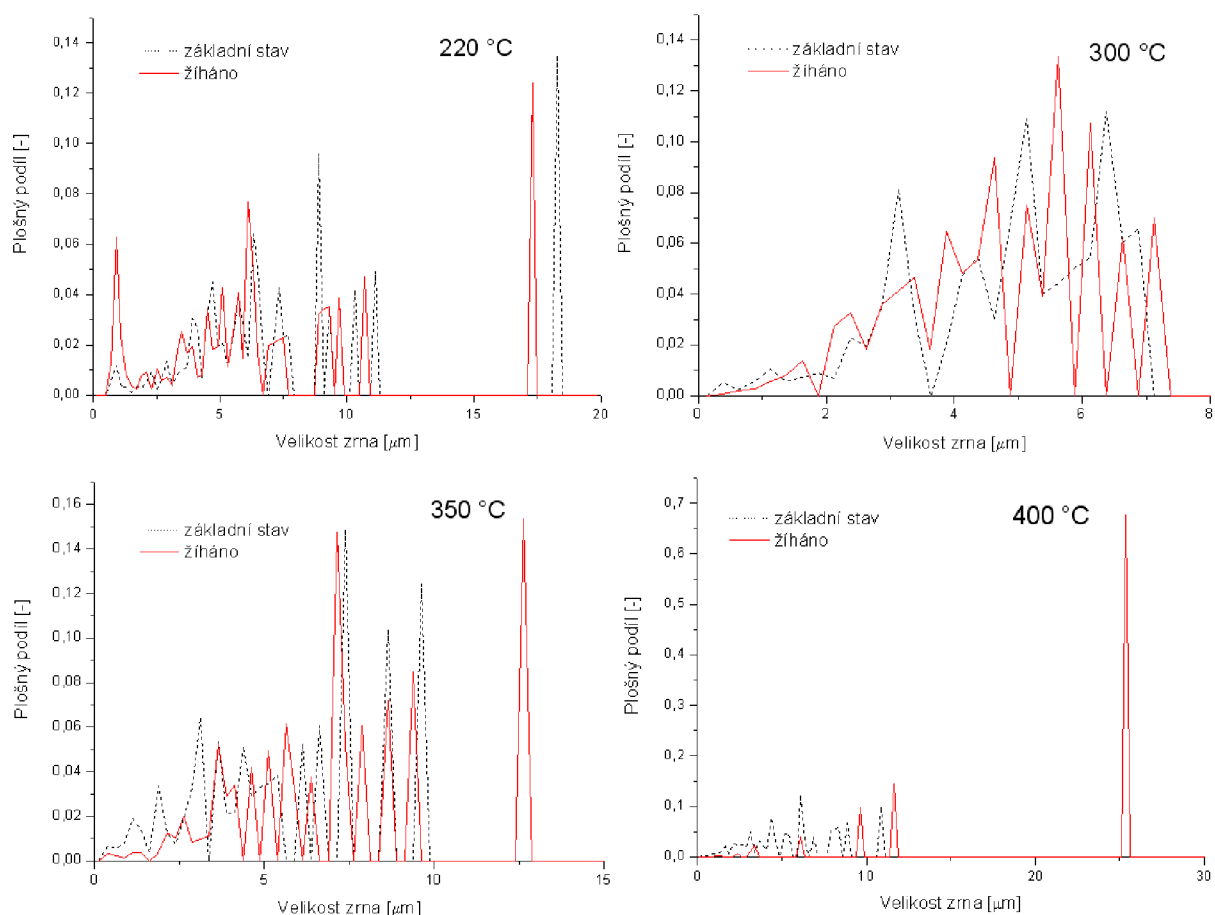 220 °C
základní stav
žíháno
Plošný podíl [-]
0,14
0,12
0,10
0,08
0,06
0,04
0,02
0,00
0 5 10 15 20
Velikost zrna [μm]
300 °C
základní stav
žíháno
Plošný podíl [-]
0,14
0,12
0,10
0,08
0,06
0,04
0,02
0,00
0 2 4 6 8
Velikost zrna [μm]
350 °C
základní stav
žíháno
Plošný podíl [-]
0,16
0,14
0,12
0,10
0,08
0,06
0,04
0,02
0,00
0 5 10 15
Velikost zrna [μm]
400 °C
základní stav
žíháno
Plošný podíl [-]
0,7
0,6
0,5
0,4
0,3
0,2
0,1
0,0
0 10 20 30
Velikost zrna [μm]